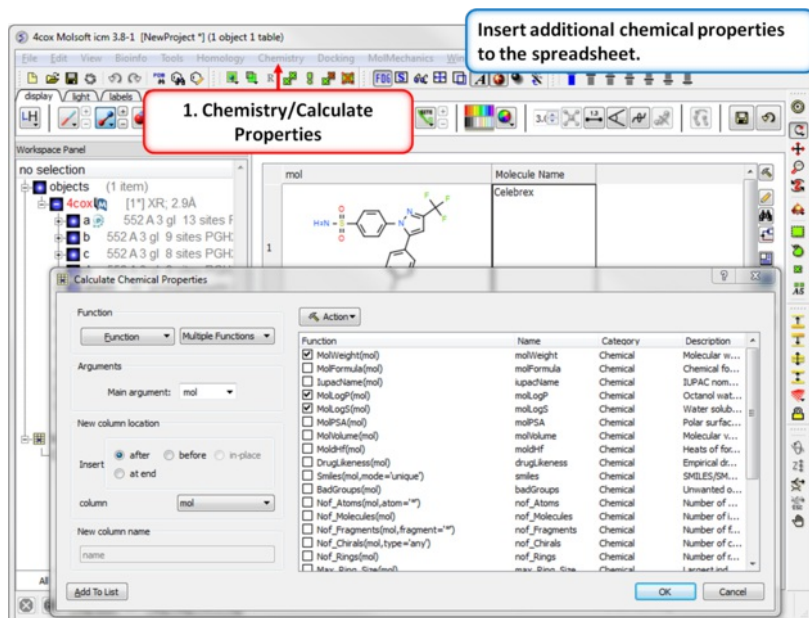 4cox Molsoft icm 3.8-1 [NewProject *] (1 object 1 table)
Insert additional chemical properties
to the spreadsheet.
File Edit View Bioinfo Tools Homology Chemistry Docking MolMechanics
display light labels
1. Chemistry/Calculate
Properties
Workspace Panel
no selection
objects (1 item)
4cox [1*] XR; 2.9Å
a 552 A 3 gl 13 sites
b 552 A 3 gl 9 sites PGH
c 552 A 3 gl 8 sites PGH
mol Molecule Name
1 Celebrex
H₂N S O O N N F F F
Calculate Chemical Properties
Function
Function Multiple Functions
Arguments
Main argument: mol
New column location
Insert after before in-place
at end
column mol
New column name
name
Action
Function Name Category Description
MolWeight(mol) molWeight Chemical Molecular w...
MolFormula(mol) molFormula Chemical Chemical fo...
IupacName(mol) iupacName Chemical IUPAC nom...
MolLogP(mol) molLogP Chemical Octanol wat...
MolLogS(mol) molLogS Chemical Water solub...
MolPSA(mol) molPSA Chemical Polar surfac...
MolVolume(mol) molVolume Chemical Molecular v...
MoldHf(mol) moldHf Chemical Heats of for...
DrugLikeness(mol) drugLikeness Chemical Empirical dr...
Smiles(mol,mode='unique') smiles Chemical SMILES/SM...
BadGroups(mol) badGroups Chemical Unwanted o...
Nof_Atoms(mol,atom='*') nof_Atoms Chemical Number of ...
Nof_Molecules(mol) nof_Molecules Chemical Number of i...
Nof_Fragments(mol,fragment='*') nof_Fragments Chemical Number of f...
Nof_Chirals(mol,type='any') nof_Chirals Chemical Number of c...
Nof_Rings(mol) nof_Rings Chemical Number of r...
Max_Ring_Size(mol) max_Ring_Size Chemical Largest ind...
Add To List OK Cancel
All